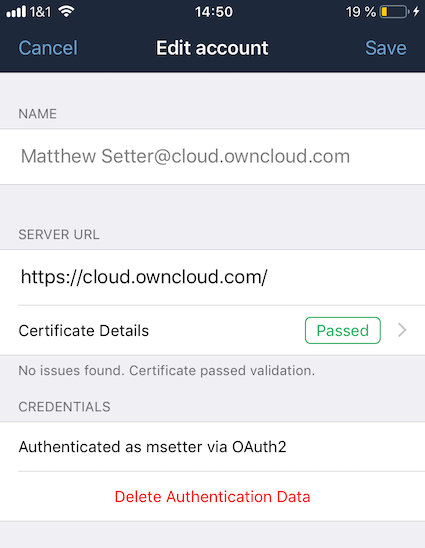 1&1 14:50 19 %
Cancel Edit account Save
NAME
Matthew Setter@cloud.owncloud.com
SERVER URL
https://cloud.owncloud.com/
Certificate Details Passed
No issues found. Certificate passed validation.
CREDENTIALS
Authenticated as msetter via OAuth2
Delete Authentication Data